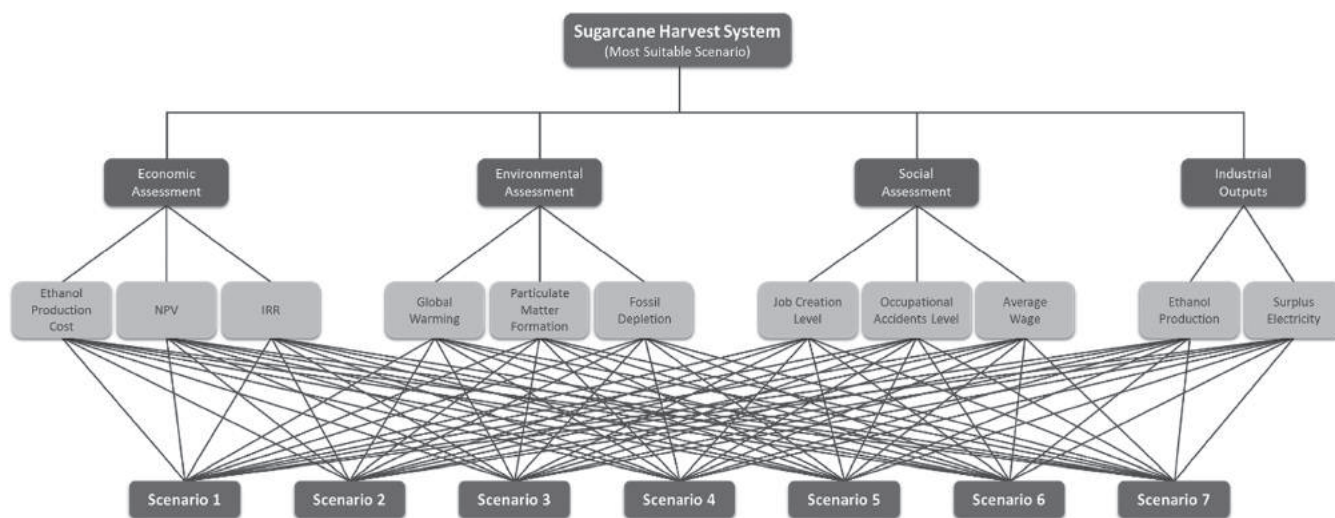 Sugarcane Harvest System
(Most Suitable Scenario)
Economic
Assessment
Environmental
Assessment
Social
Assessment
Industrial
Outputs
Ethanol
Production
Cost
NPV
IRR
Global
Warming
Particulate
Matter
Formation
Fossil
Depletion
Job Creation
Level
Occupational
Accidents Level
Average
Wage
Ethanol
Production
Surplus
Electricity
Scenario 1
Scenario 2
Scenario 3
Scenario 4
Scenario 5
Scenario 6
Scenario 7